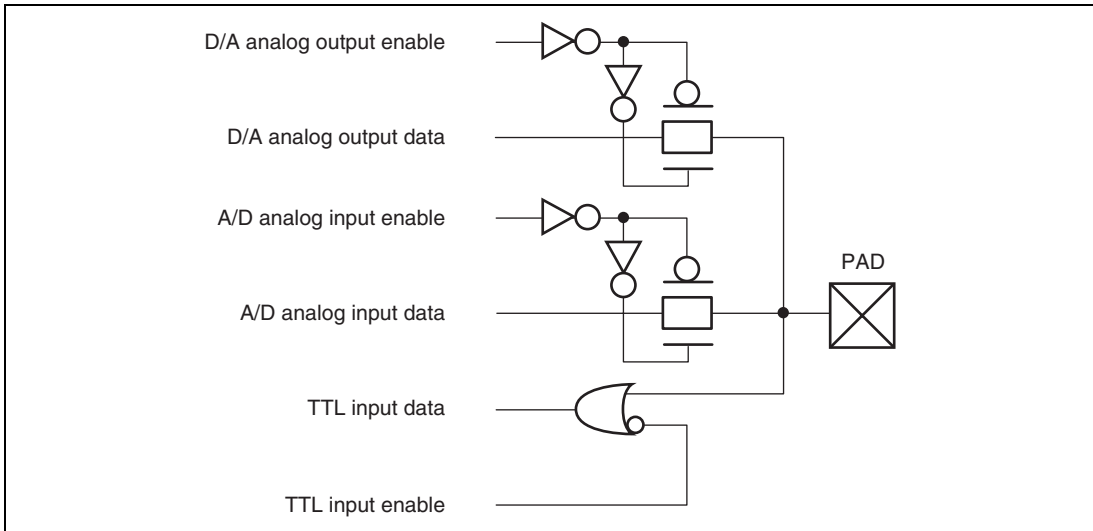 D/A analog output enable
D/A analog output data
A/D analog input enable
PAD
A/D analog input data
TTL input data
TTL input enable